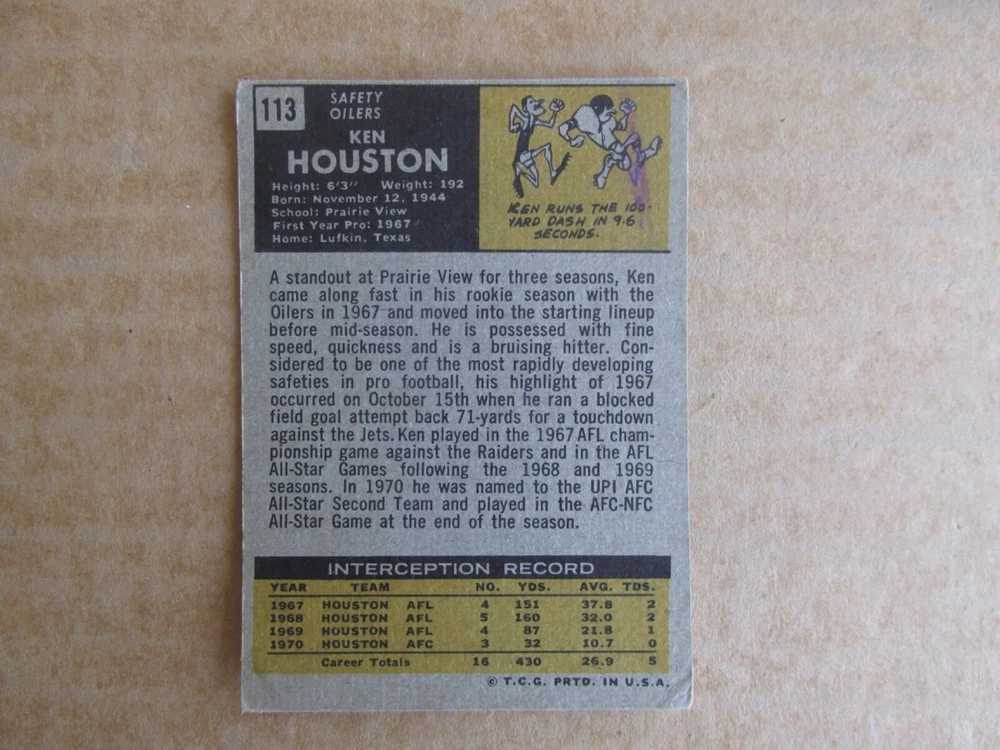 113
SAFETY
OILERS
KEN
HOUSTON
Height: 6'3" Weight: 192
Born: November 12, 1944
School: Prairie View
First Year Pro: 1967
Home: Lufkin, Texas
KEN RUNS THE 100-
YARD DASH IN 9.6
SECONDS.
A standout at Prairie View for three seasons, Ken
came along fast in his rookie season with the
Oilers in 1967 and moved into the starting lineup
before mid-season. He is possessed with fine
speed, quickness and is a bruising hitter. Con-
sidered to be one of the most rapidly developing
safeties in pro football, his highlight of 1967
occurred on October 15th when he ran a blocked
field goal attempt back 71-yards for a touchdown
against the Jets. Ken played in the 1967 AFL cham-
pionship game against the Raiders and in the AFL
All-Star Games following the 1968 and 1969
seasons. In 1970 he was named to the UPI AFC
All-Star Second Team and played in the AFC-NFC
All-Star Game at the end of the season.
INTERCEPTION RECORD
YEAR TEAM NO. YDS. AVG. TDS.
1967 HOUSTON AFL 4 151 37.8 2
1968 HOUSTON AFL 5 160 32.0 2
1969 HOUSTON AFL 4 87 21.8 1
1970 HOUSTON AFC 3 32 10.7 0
Career Totals 16 430 26.9 5
© T.C.G. PRTD. IN U.S.A.